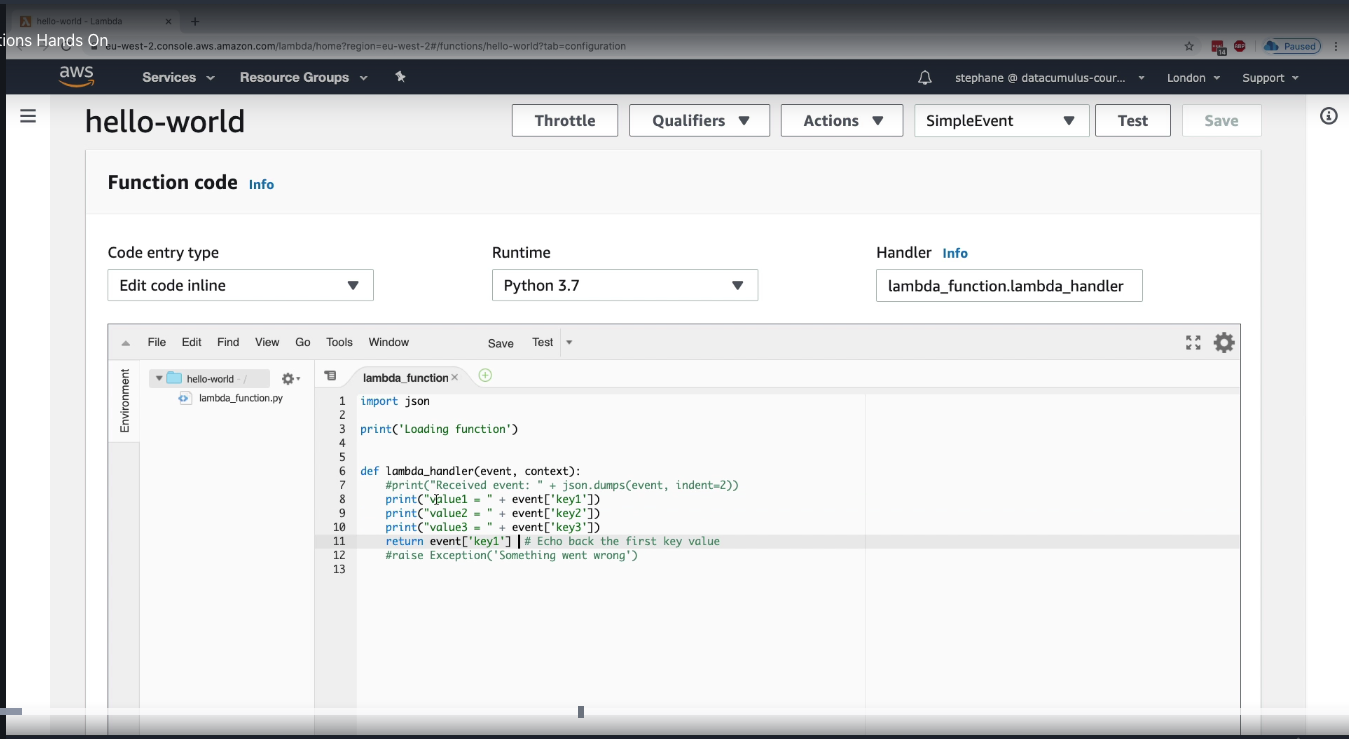 hello-world - Lambda
tions Hands On
eu-west-2.console.aws.amazon.com/lambda/home?region=eu-west-2#/functions/hello-world?tab=configuration
14
ABP
Paused
aws
Services
Resource Groups
stephane @ datacumulus-cour...
London
Support
hello-world
Throttle
Qualifiers
Actions
SimpleEvent
Test
Save
Function code Info
Code entry type
Runtime
Handler Info
Edit code inline
Python 3.7
lambda_function.lambda_handler
File Edit Find View Go Tools Window Save Test
Environment
hello-world - /
lambda_function.py
lambda_function
1 import json
2
3 print('Loading function')
4
5
6 def lambda_handler(event, context):
7 #print("Received event: " + json.dumps(event, indent=2))
8 print("value1 = " + event['key1'])
9 print("value2 = " + event['key2'])
10 print("value3 = " + event['key3'])
11 return event['key1'] # Echo back the first key value
12 #raise Exception('Something went wrong')
13